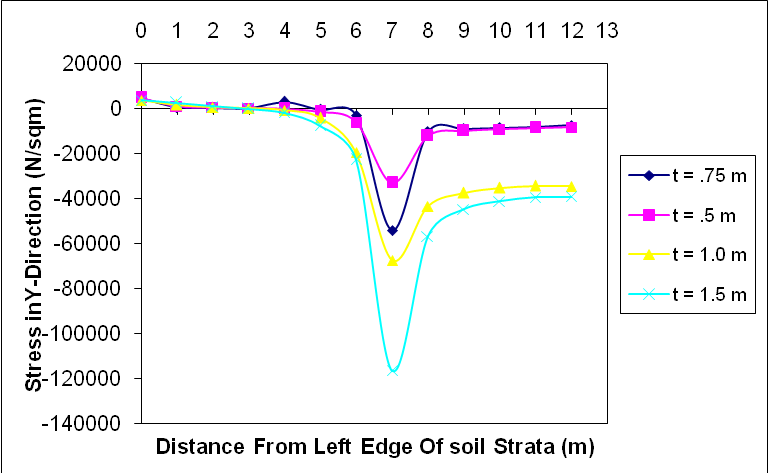 0 1 2 3 4 5 6 7 8 9 10 11 12 13
20000
0
-20000
-40000
-60000
-80000
-100000
-120000
-140000
Stress inY-Direction (N/sqm)
Distance From Left Edge Of soil Strata (m)
t = .75 m
t = .5 m
t = 1.0 m
t = 1.5 m